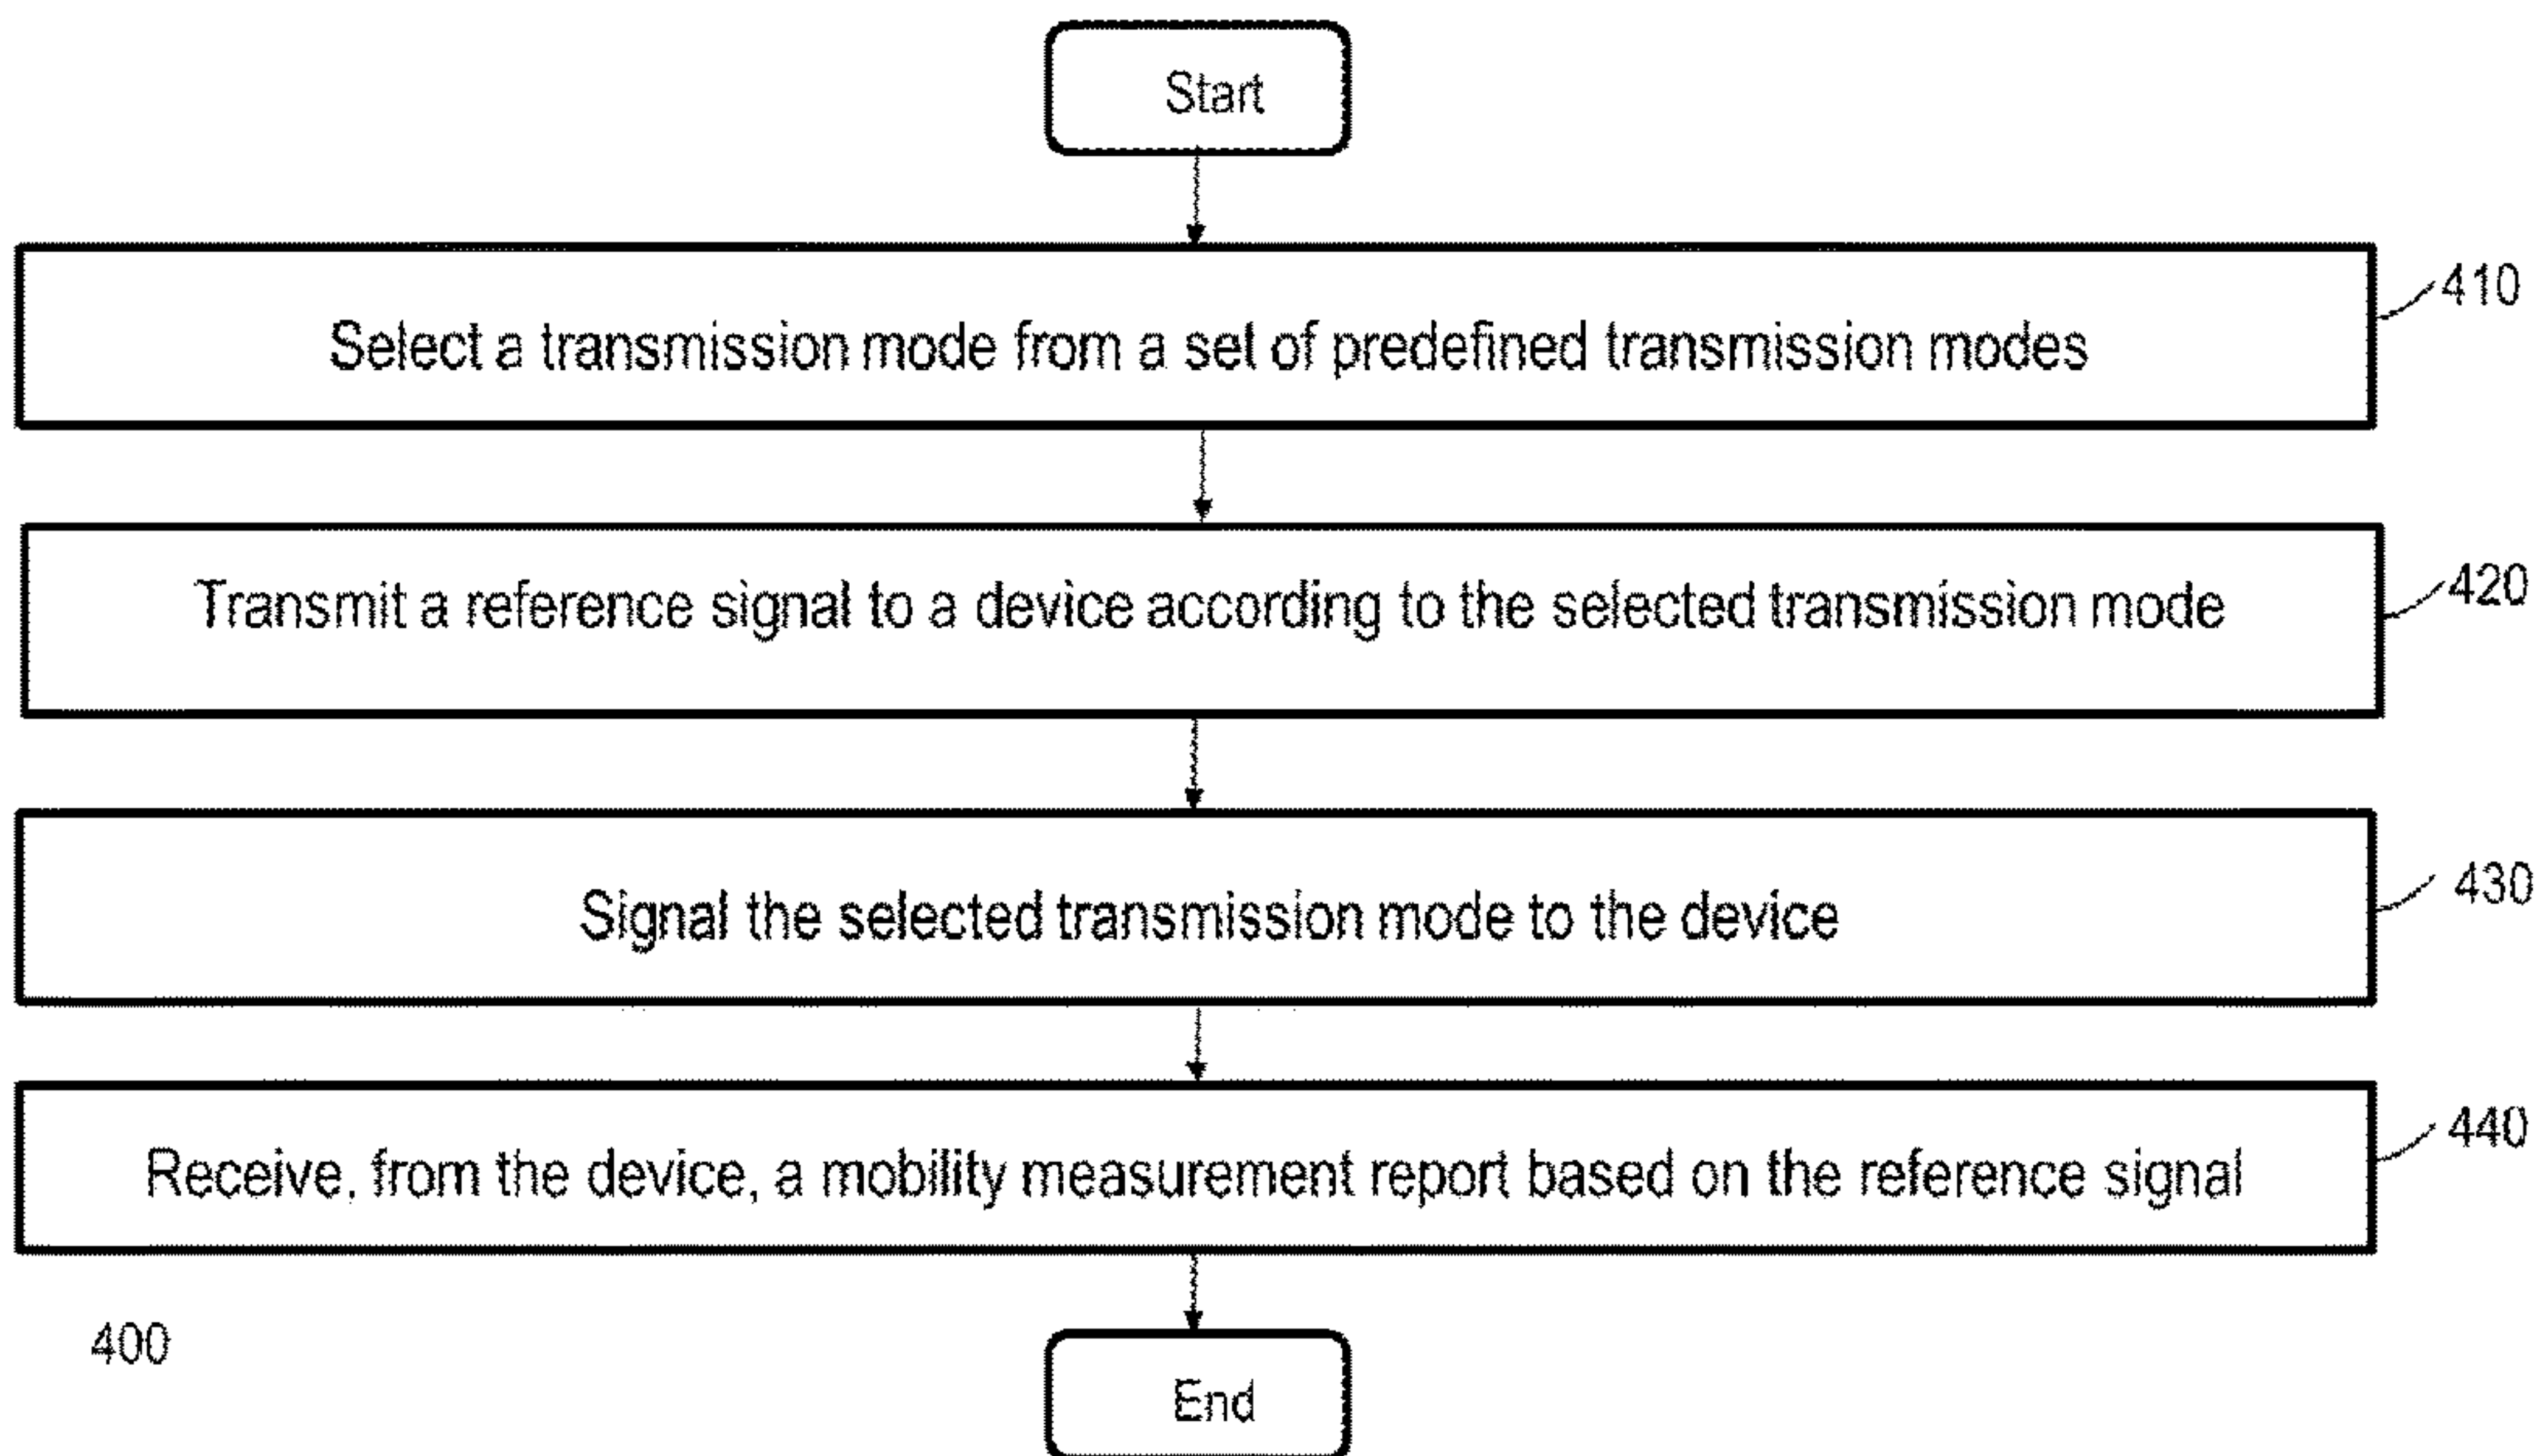 Start
Select a transmission mode from a set of predefined transmission modes
410
Transmit a reference signal to a device according to the selected transmission mode
420
Signal the selected transmission mode to the device
430
Receive, from the device, a mobility measurement report based on the reference signal
440
400
End